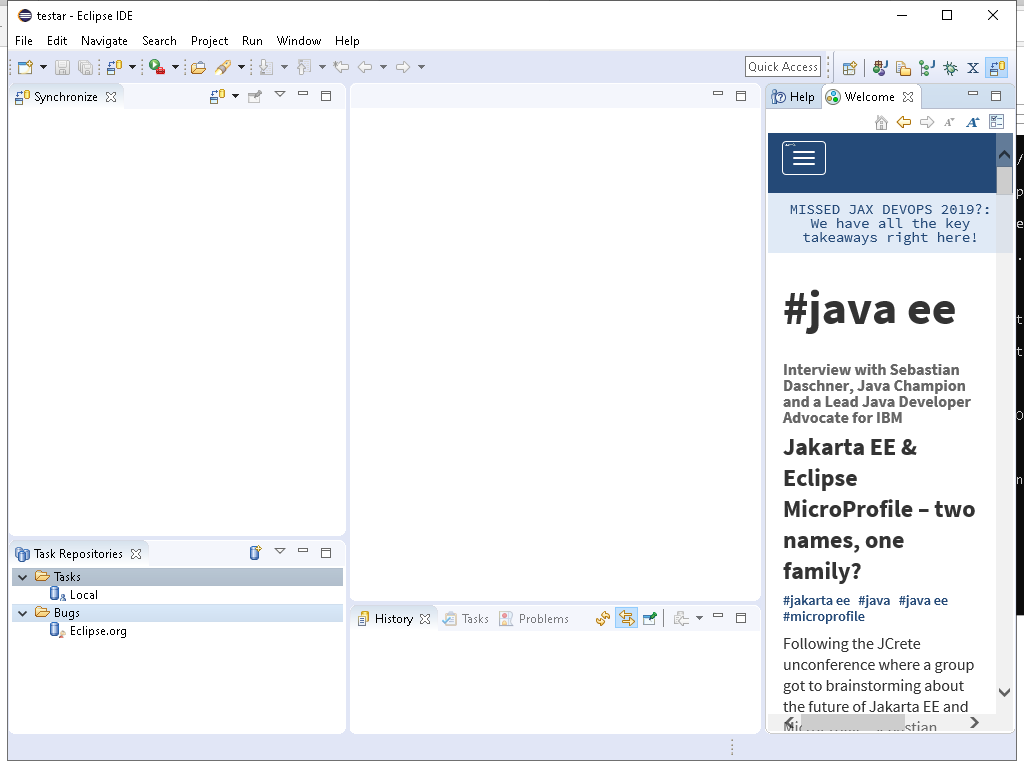 testar - Eclipse IDE
File Edit Navigate Search Project Run Window Help
Quick Access
Synchronize
Help Welcome
MISSED JAX DEVOPS 2019?:
We have all the key
takeaways right here!
#java ee
Interview with Sebastian
Daschner, Java Champion
and a Lead Java Developer
Advocate for IBM
Jakarta EE &
Eclipse
MicroProfile – two
names, one
family?
#jakarta ee #java #java ee
#microprofile
Following the JCrete
unconference where a group
got to brainstorming about
the future of Jakarta EE and
Task Repositories
Tasks
Local
Bugs
Eclipse.org
History Tasks Problems